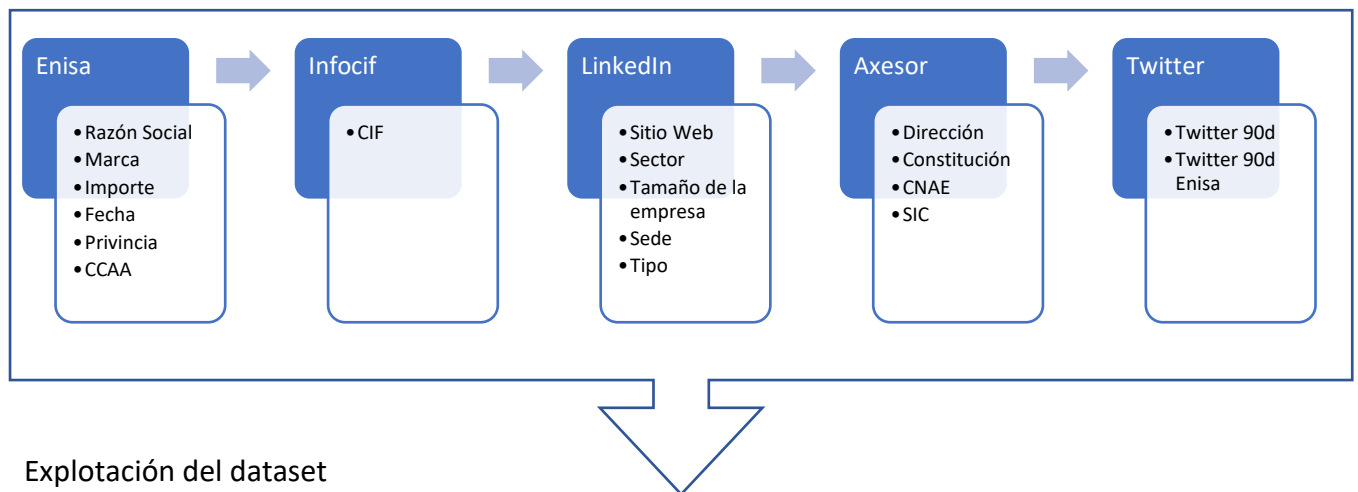 Enisa
• Razón Social
• Marca
• Importe
• Fecha
• Privincia
• CCAA
Infocif
• CIF
LinkedIn
• Sitio Web
• Sector
• Tamaño de la
empresa
• Sede
• Tipo
Axesor
• Dirección
• Constitución
• CNAE
• SIC
Twitter
• Twitter 90d
• Twitter 90d
Enisa
Explotación del dataset